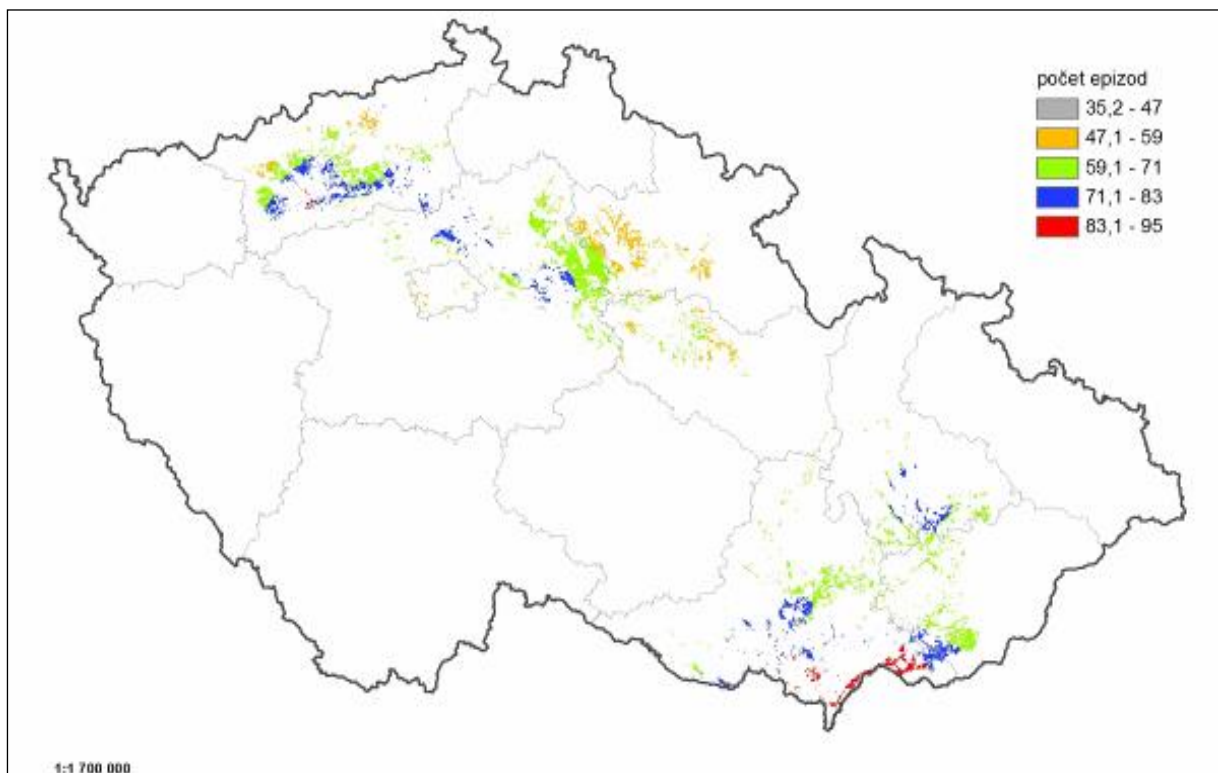 počet epizod
35,2 - 47
47,1 - 59
59,1 - 71
71,1 - 83
83,1 - 95
1:1 700 000